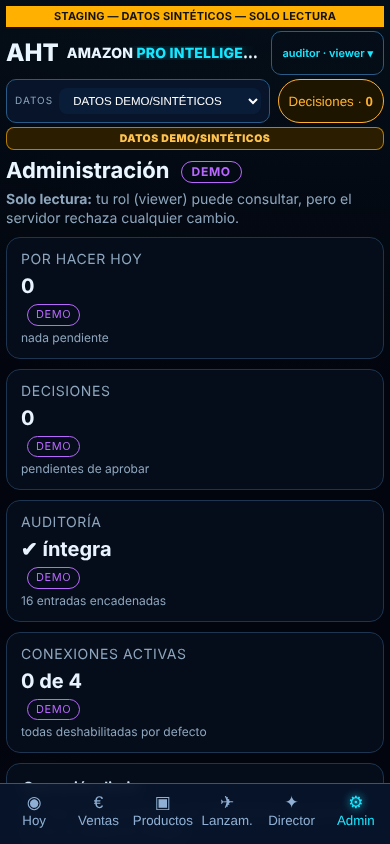 STAGING — DATOS SINTÉTICOS — SOLO LECTURA
AHT AMAZON PRO INTELLIGE...
auditor · viewer ▾
DATOS DATOS DEMO/SINTÉTICOS
Decisiones · 0
DATOS DEMO/SINTÉTICOS
Administración DEMO
Solo lectura: tu rol (viewer) puede consultar, pero el
servidor rechaza cualquier cambio.
POR HACER HOY
0
DEMO
nada pendiente
DECISIONES
0
DEMO
pendientes de aprobar
AUDITORÍA
✔ íntegra
DEMO
16 entradas encadenadas
CONEXIONES ACTIVAS
0 de 4
DEMO
todas deshabilitadas por defecto
Hoy
€ Ventas
Productos
Lanzam.
Director
Admin